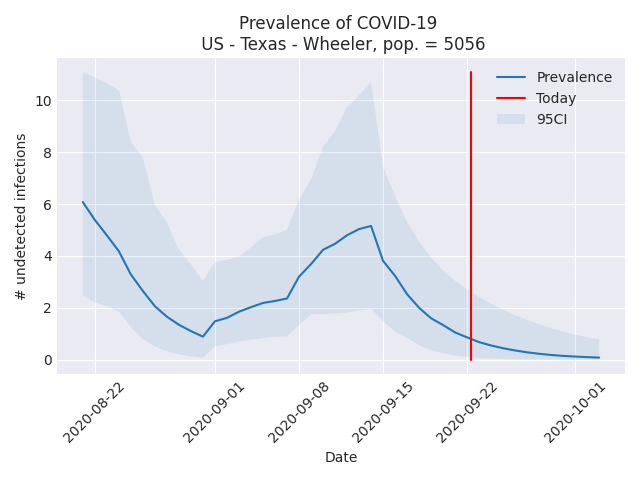 Prevalence of COVID-19
US - Texas - Wheeler, pop. = 5056
# undetected infections
10
8
6
4
2
0
Prevalence
Today
95CI
2020-08-22
2020-09-01
2020-09-08
2020-09-15
2020-09-22
2020-10-01
Date